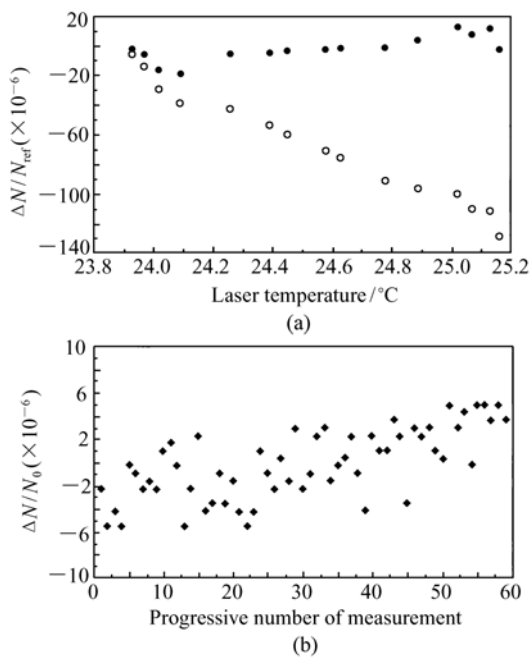 20
−20
−60
−100
−140
23.8 24.0 24.2 24.4 24.6 24.8 25.0 25.2
ΔN/N_ref (×10⁻⁶)
Laser temperature/°C
(a)
10
6
2
−2
−6
−10
0 10 20 30 40 50 60
ΔN/N₀ (×10⁻⁶)
Progressive number of measurement
(b)